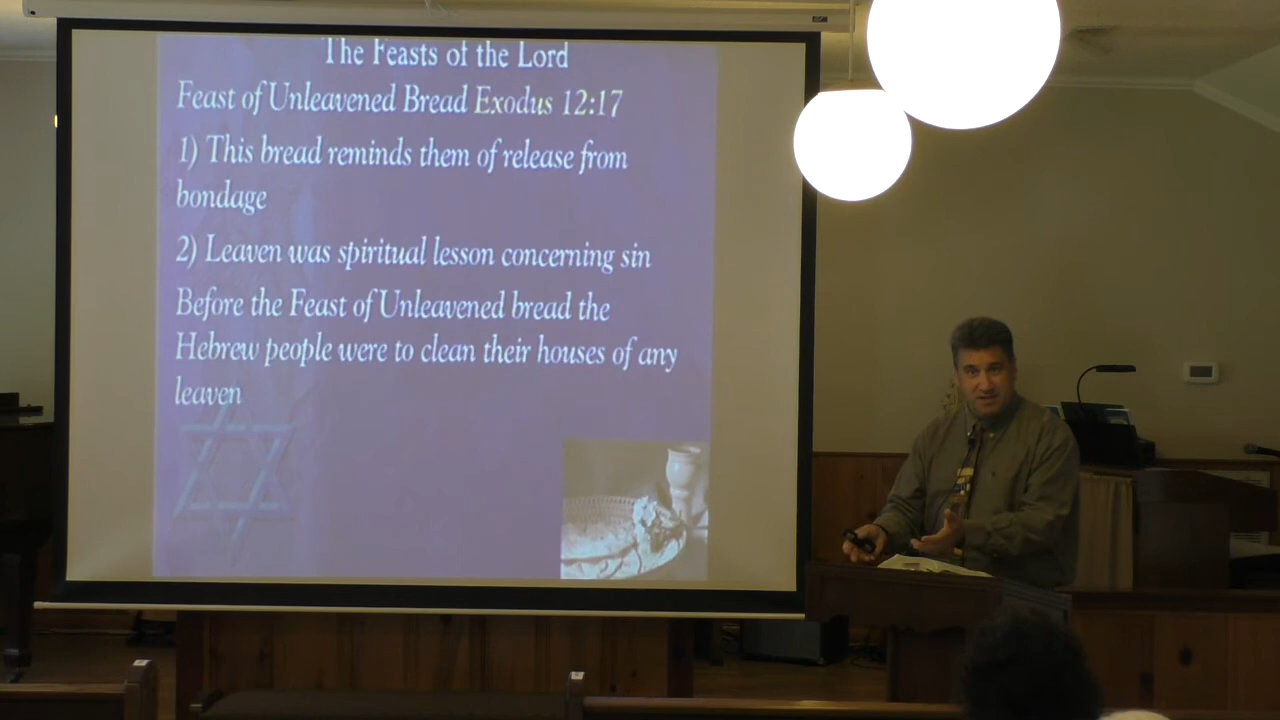 The Feasts of the Lord
Feast of Unleavened Bread Exodus 12:17
1) This bread reminds them of release from
bondage
2) Leaven was spiritual lesson concerning sin
Before the Feast of Unleavened bread the
Hebrew people were to clean their houses of any
leaven